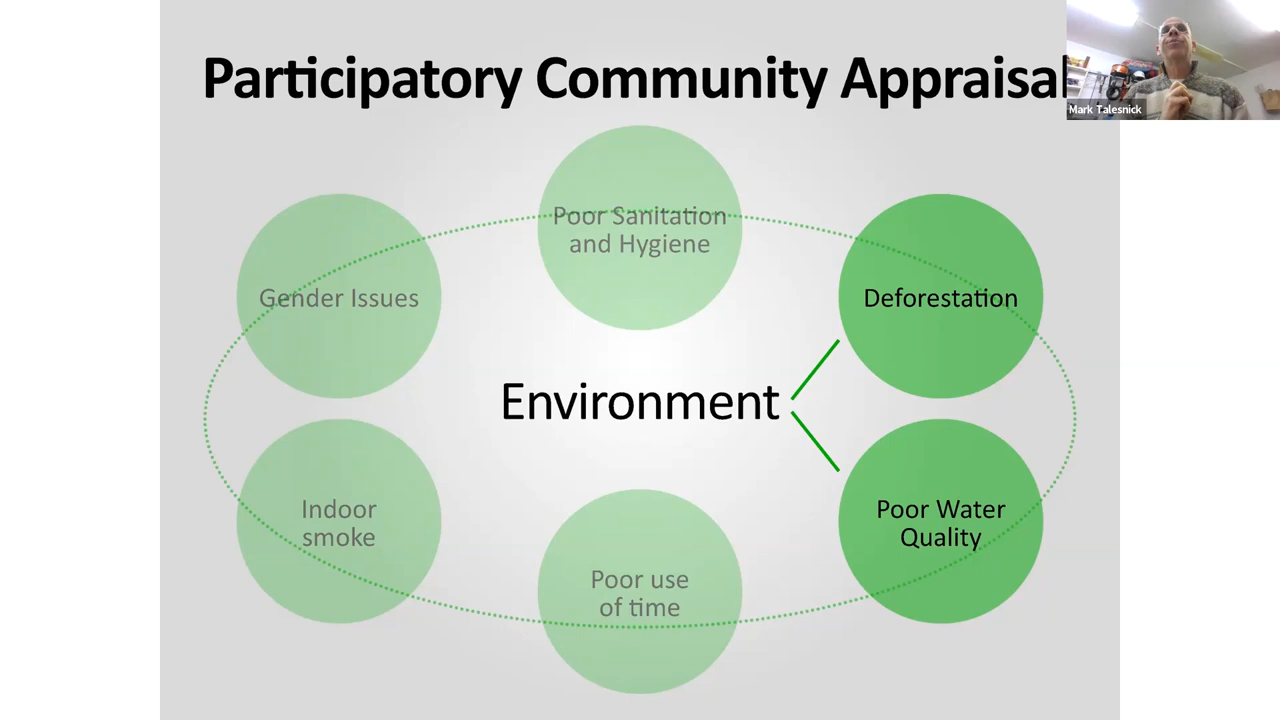 Participatory Community Appraisal
Mark Talesnick
Poor Sanitation
and Hygiene
Gender Issues
Deforestation
Environment
Indoor
smoke
Poor Water
Quality
Poor use
of time